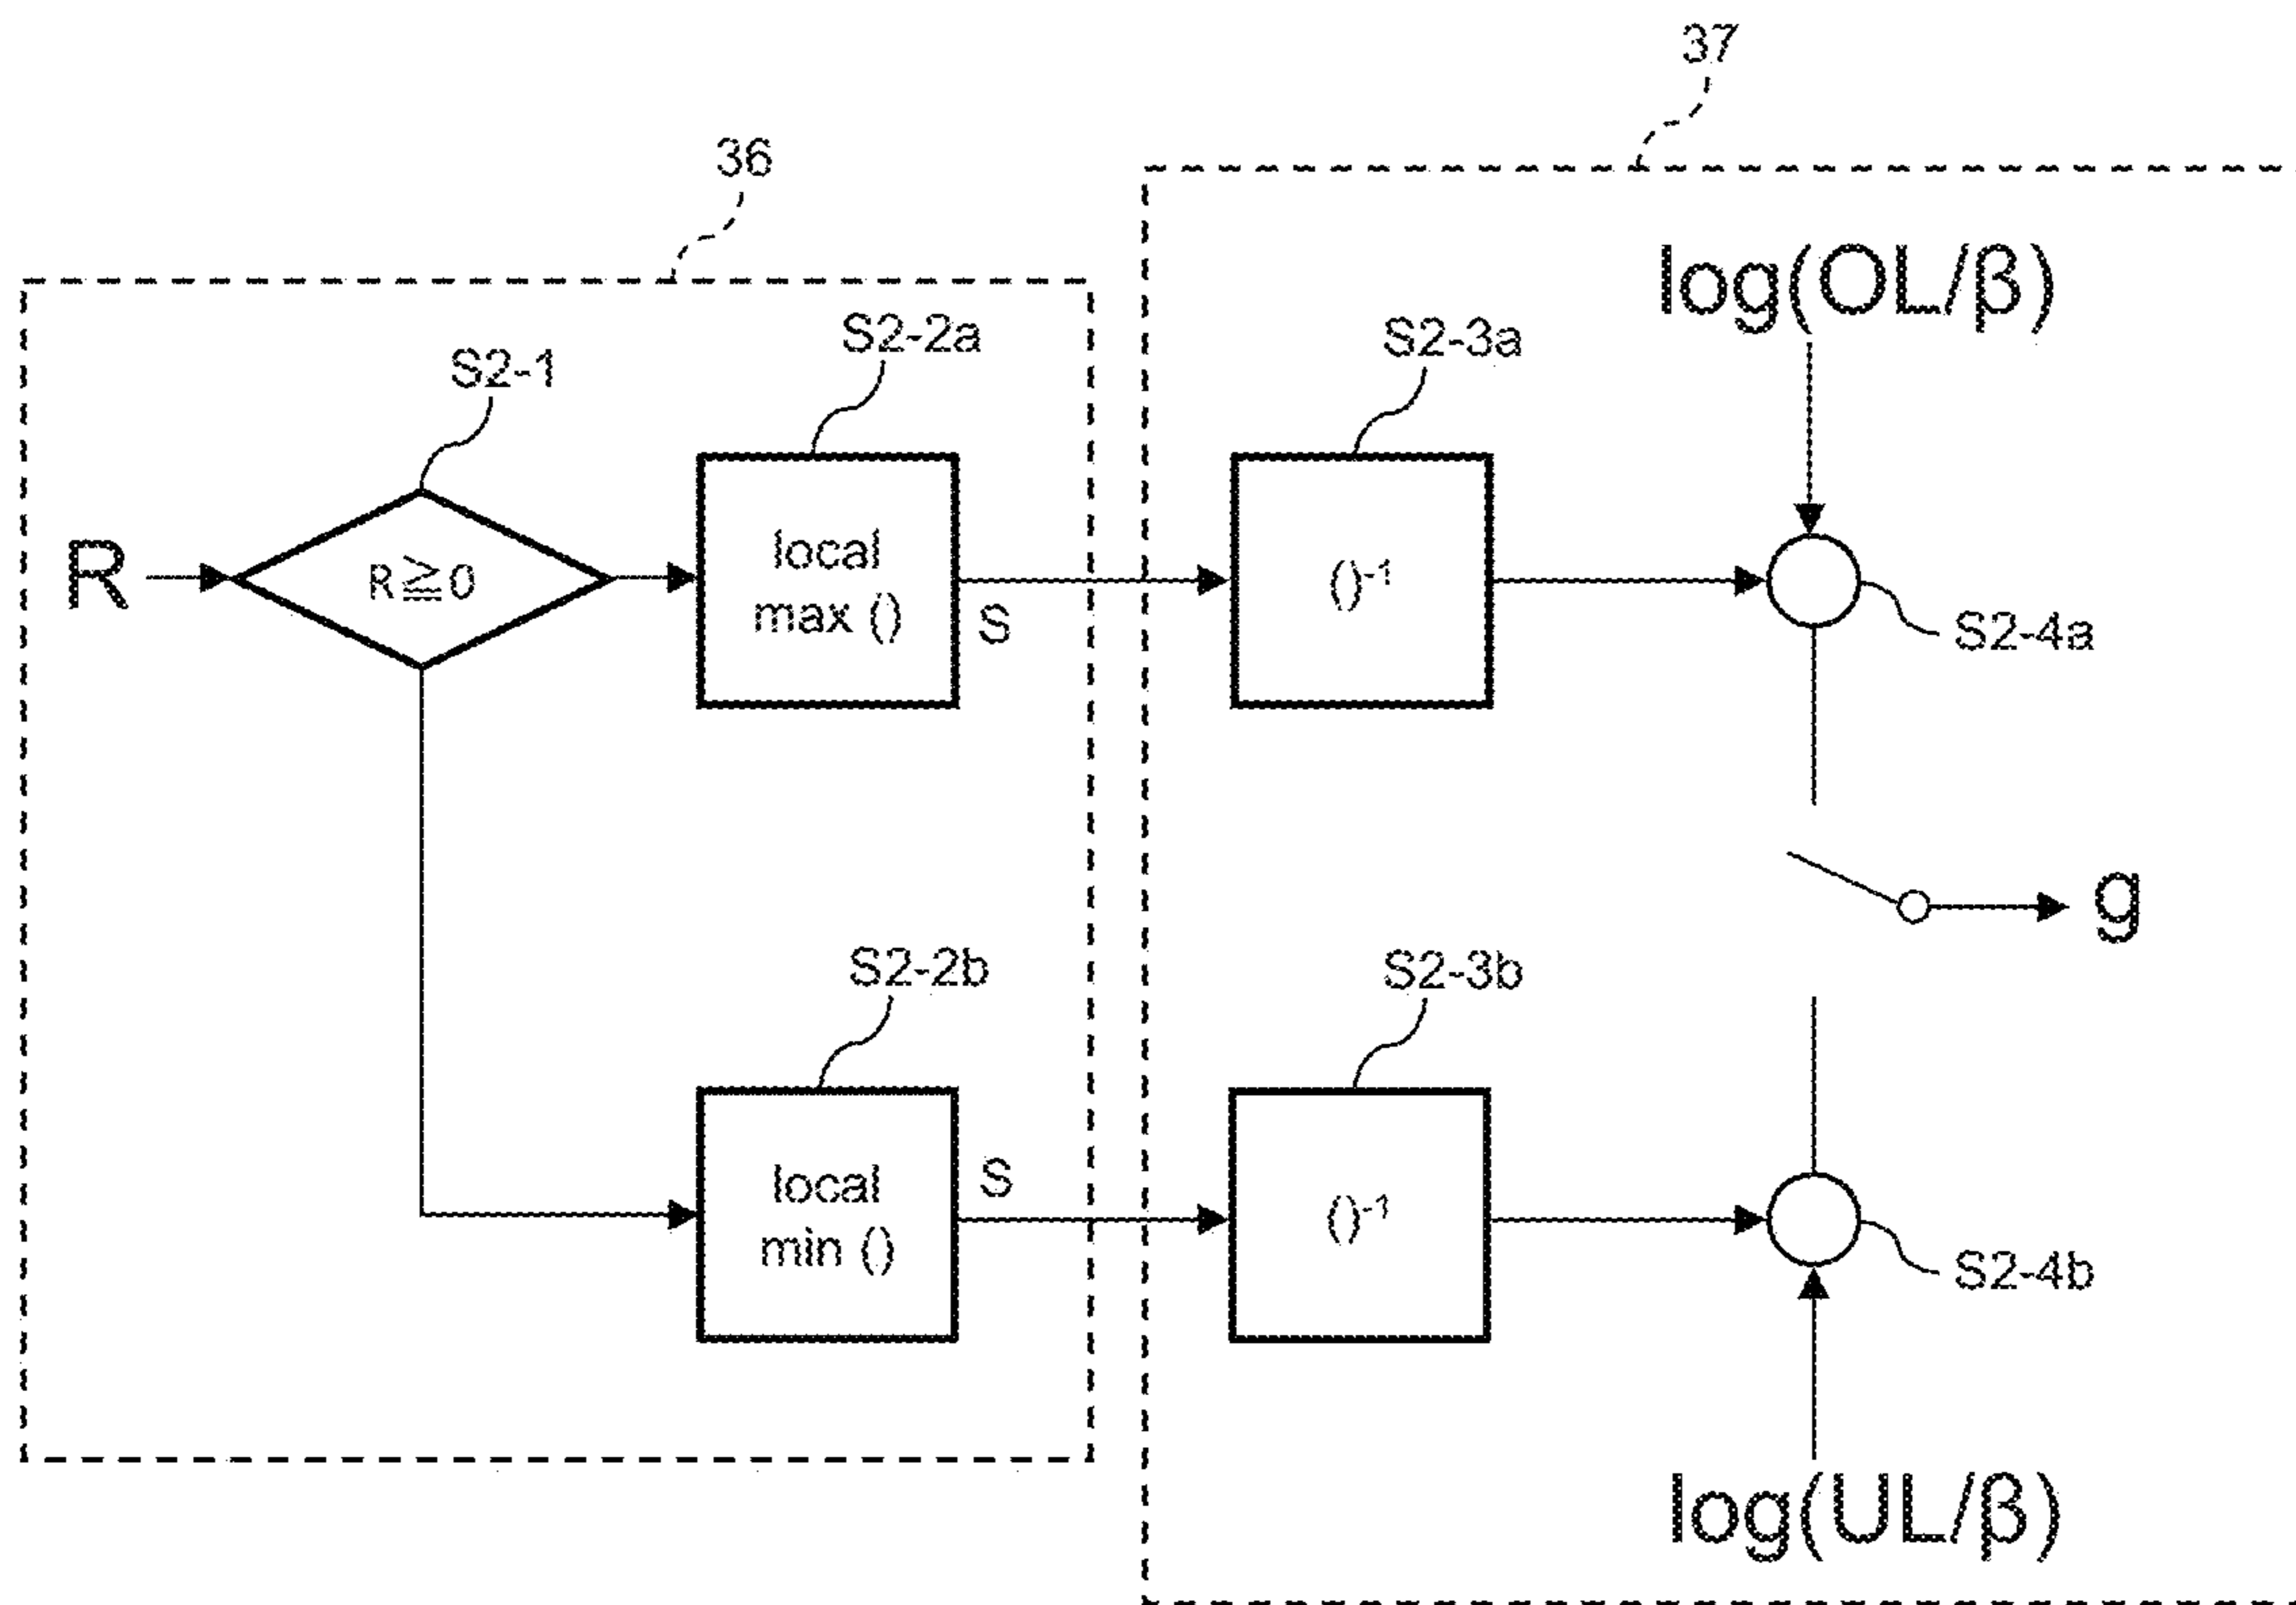 37
36
log(OL/β)
S2-1
S2-2a
S2-3a
R
R≧0
local
max ()
S
()-1
S2-4a
g
S2-2b
S2-3b
local
min ()
S
()-1
S2-4b
log(UL/β)